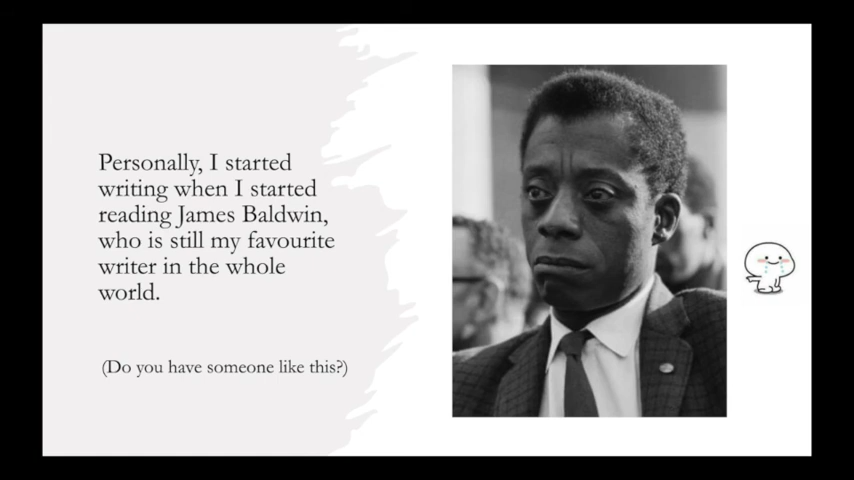 Personally, I started
writing when I started
reading James Baldwin,
who is still my favourite
writer in the whole
world.
(Do you have someone like this?)